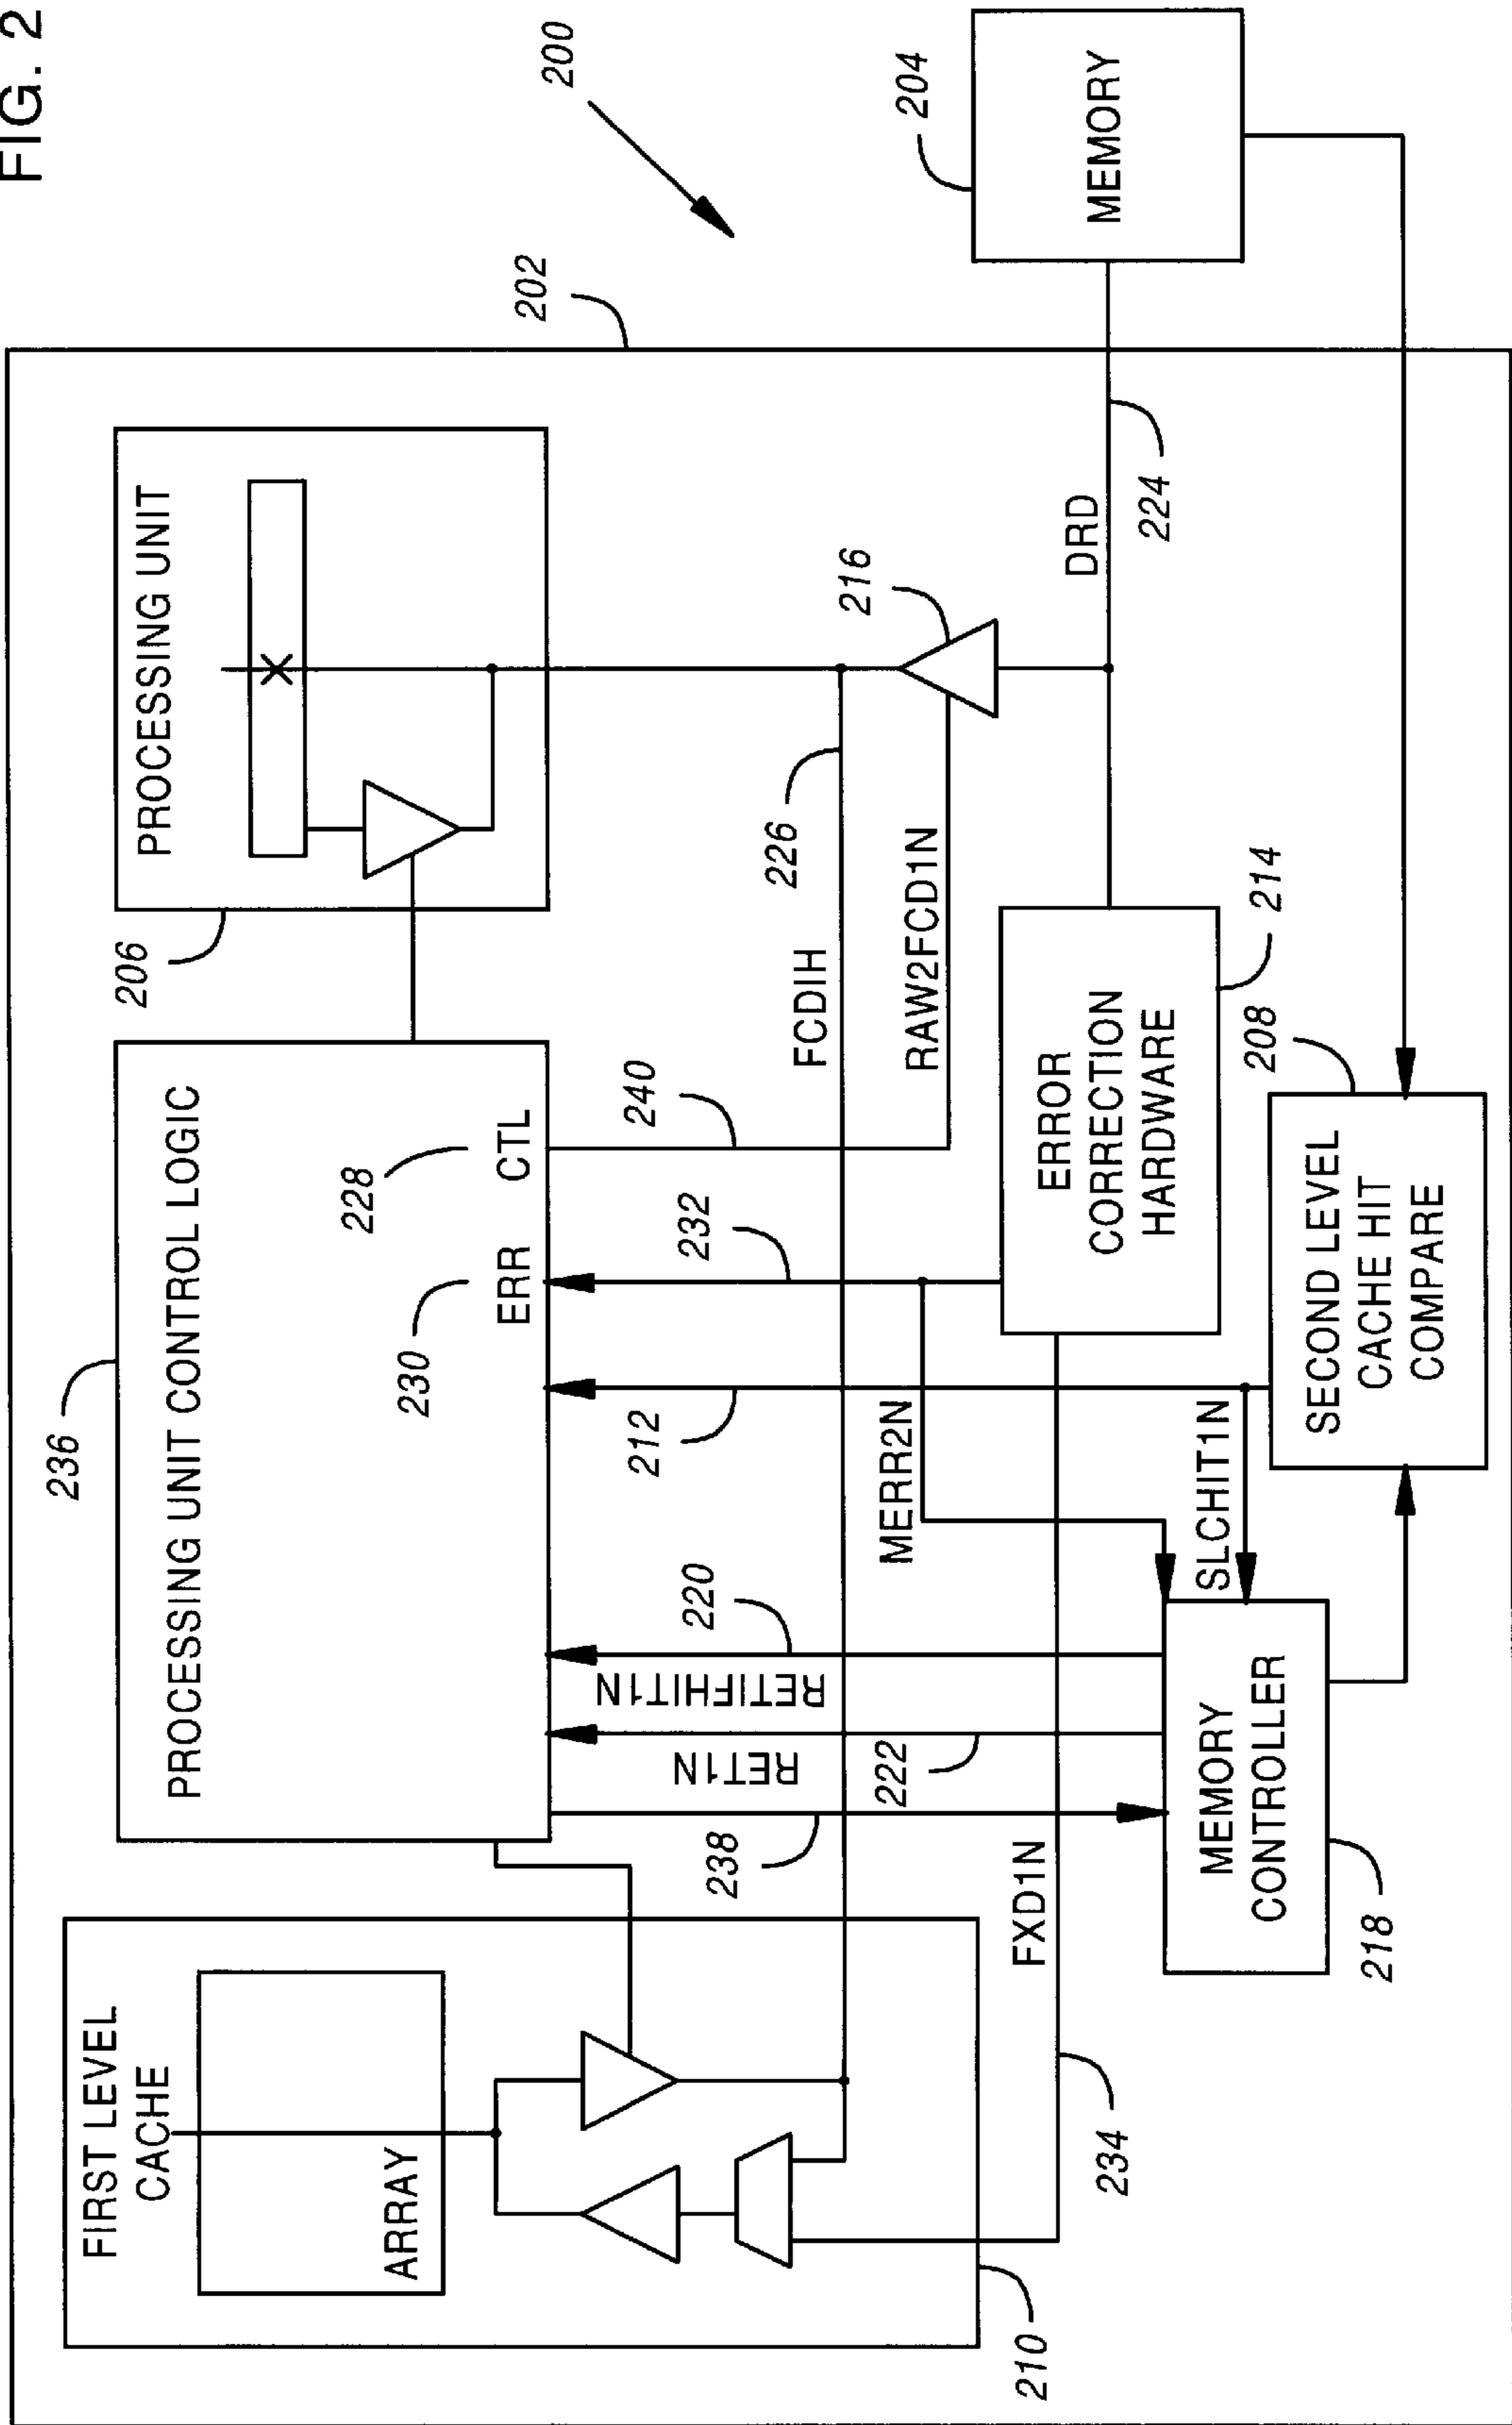 FIG. 2
200
202
204
MEMORY
PROCESSING UNIT
206
216
DRD
224
226
FCDIH
RAW2FCD1N
236
PROCESSING UNIT CONTROL LOGIC
228
CTL
240
230
ERR
232
ERROR
CORRECTION
HARDWARE
214
208
SECOND LEVEL
CACHE HIT
COMPARE
212
MERR2N
SLCHIT1N
220
RETIFHIT1N
RET1N
222
238
MEMORY
CONTROLLER
218
FXD1N
234
FIRST LEVEL
CACHE
ARRAY
210